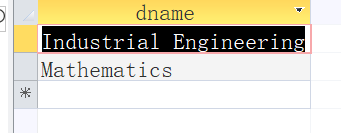 dname
Industrial Engineering
Mathematics
*